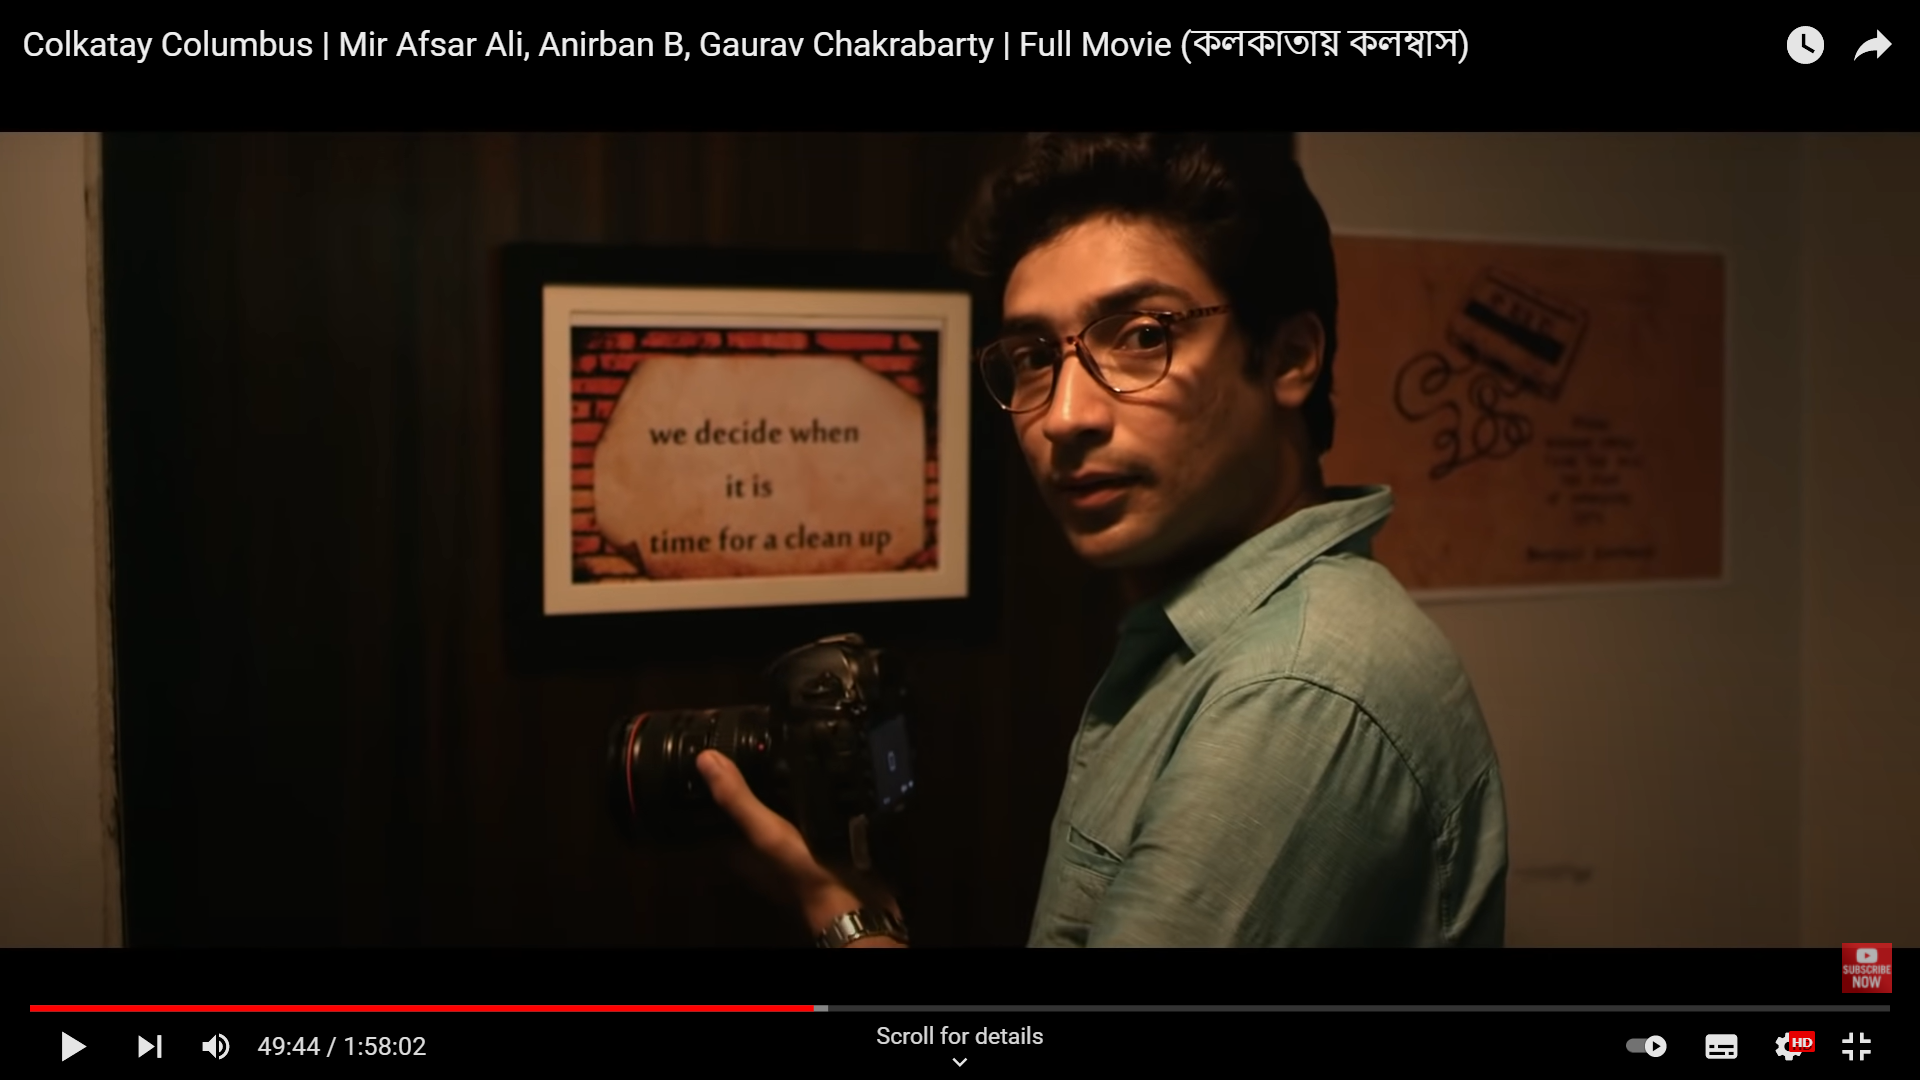 Colkatay Columbus | Mir Afsar Ali, Anirban B, Gaurav Chakrabarty | Full Movie (কলকাতায় কলম্বাস)
we decide when
it is
time for a clean up
SUBSCRIBE
NOW
49:44 / 1:58:02
Scroll for details
HD